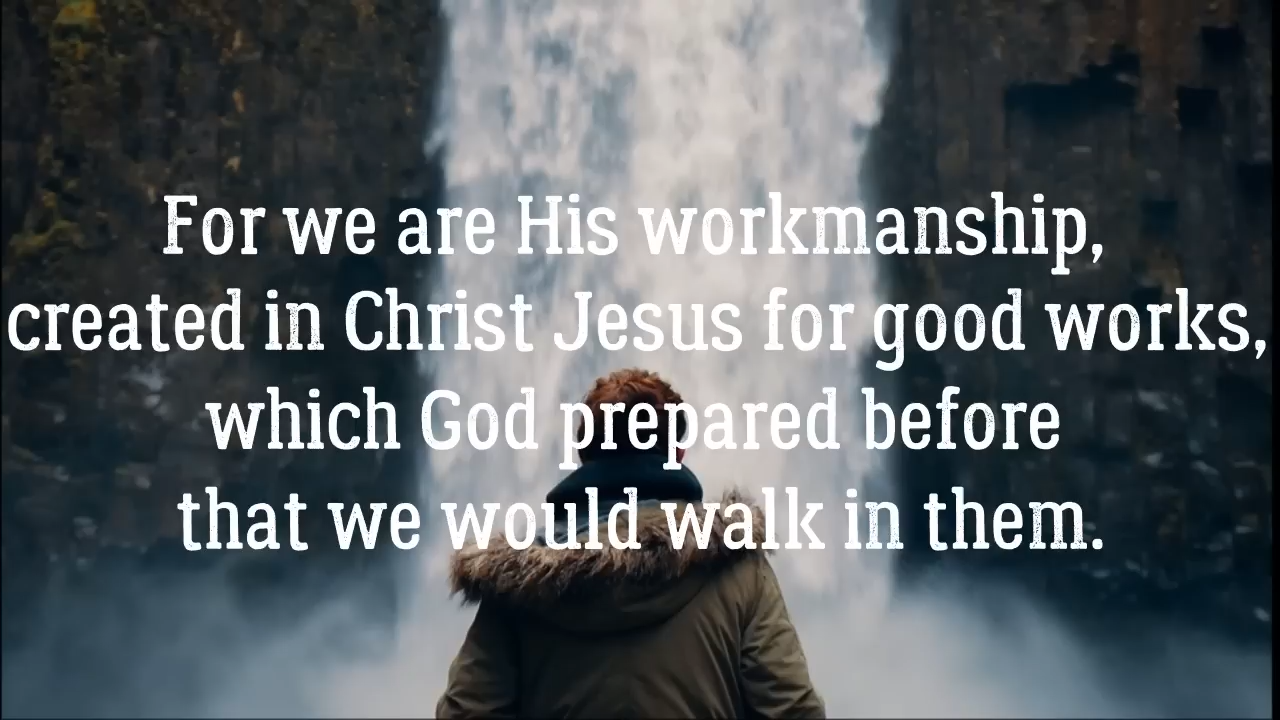 For we are His workmanship,
created in Christ Jesus for good works,
which God prepared before
that we would walk in them.